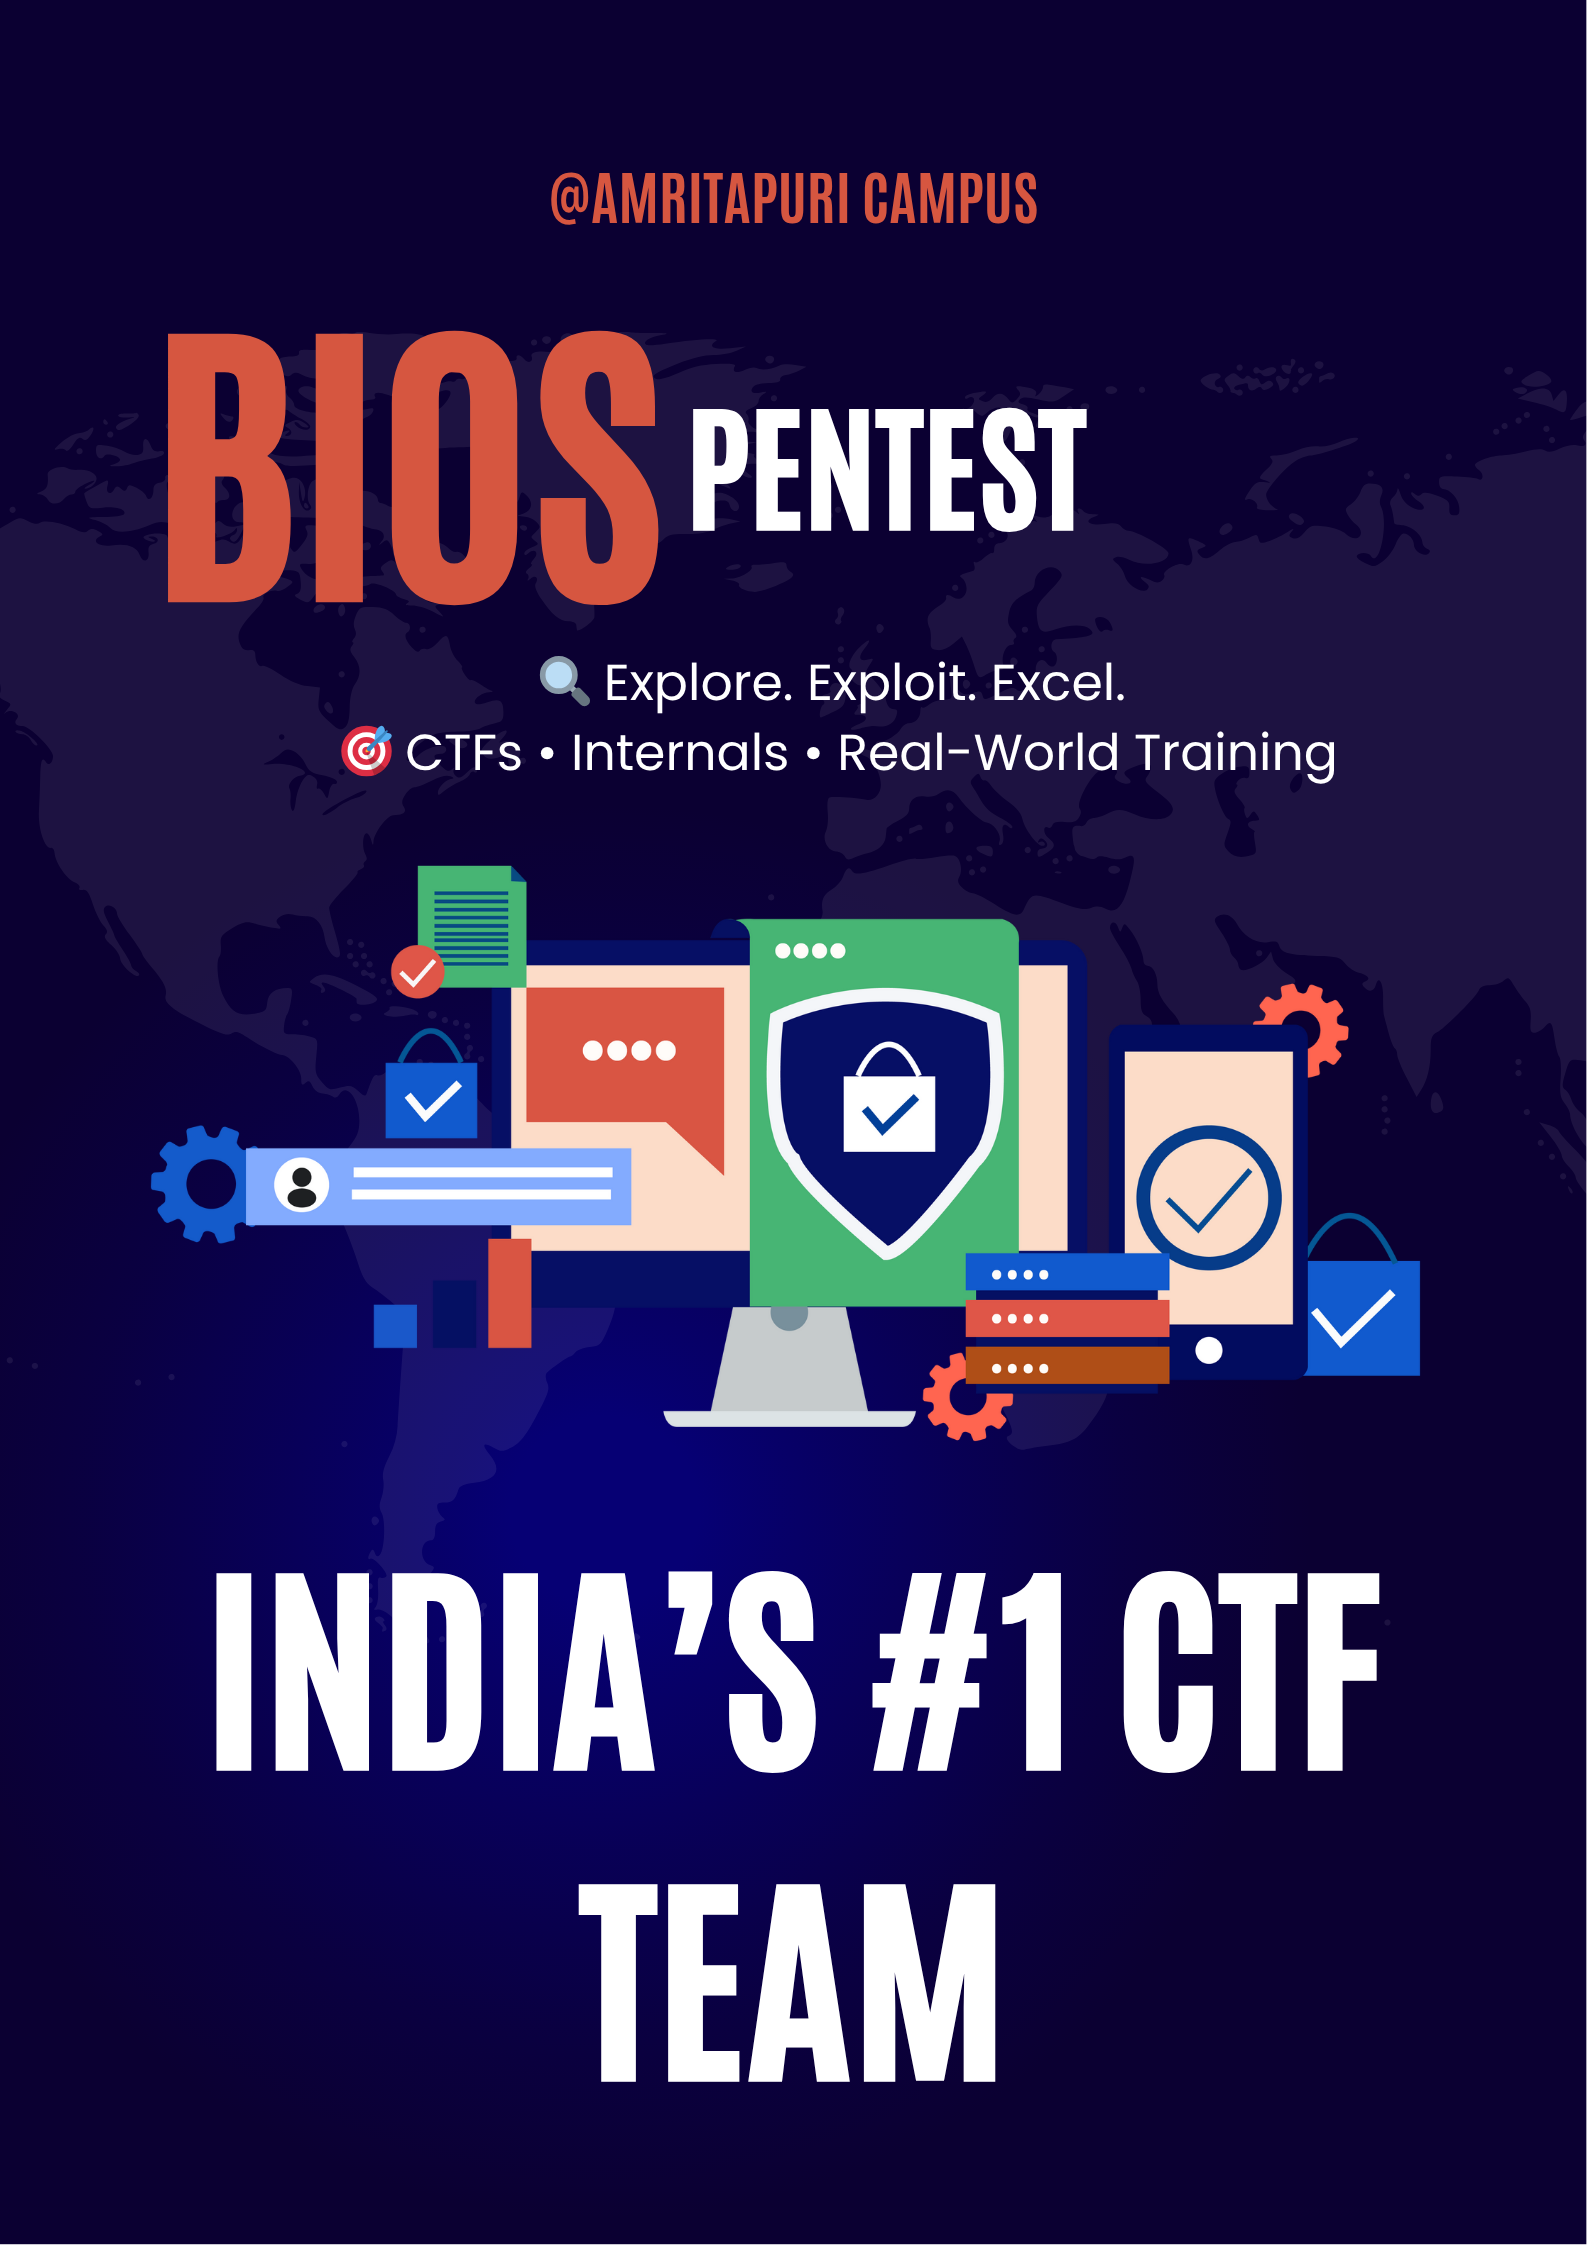 @AMRITAPURI CAMPUS
BIOS PENTEST
🔍 Explore. Exploit. Excel.
🎯 CTFs • Internals • Real-World Training
INDIA’S #1 CTF
TEAM